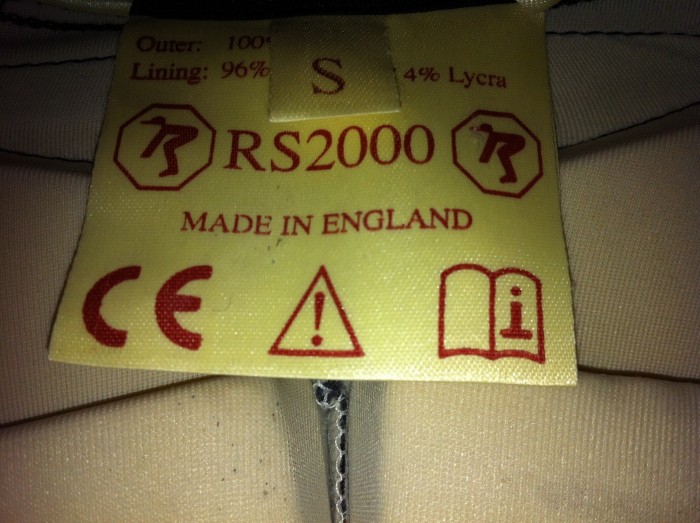 Outer: 100%
Lining: 96% 4% Lycra
S
RS2000
MADE IN ENGLAND
CE
!
i